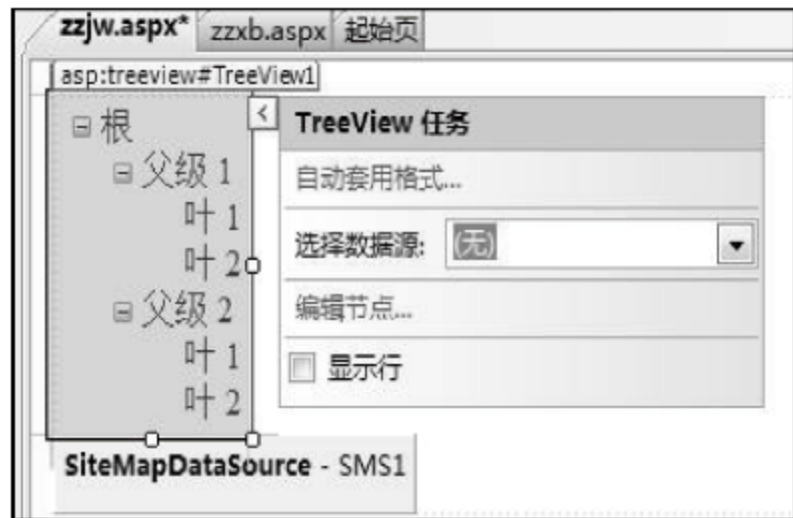 zzjw.aspx* zzxb.aspx 起始页
asp:treeview#TreeView1
根
父级 1
叶 1
叶 2
父级 2
叶 1
叶 2
TreeView 任务
自动套用格式...
选择数据源: (无)
编辑节点...
显示行
SiteMapDataSource - SMS1